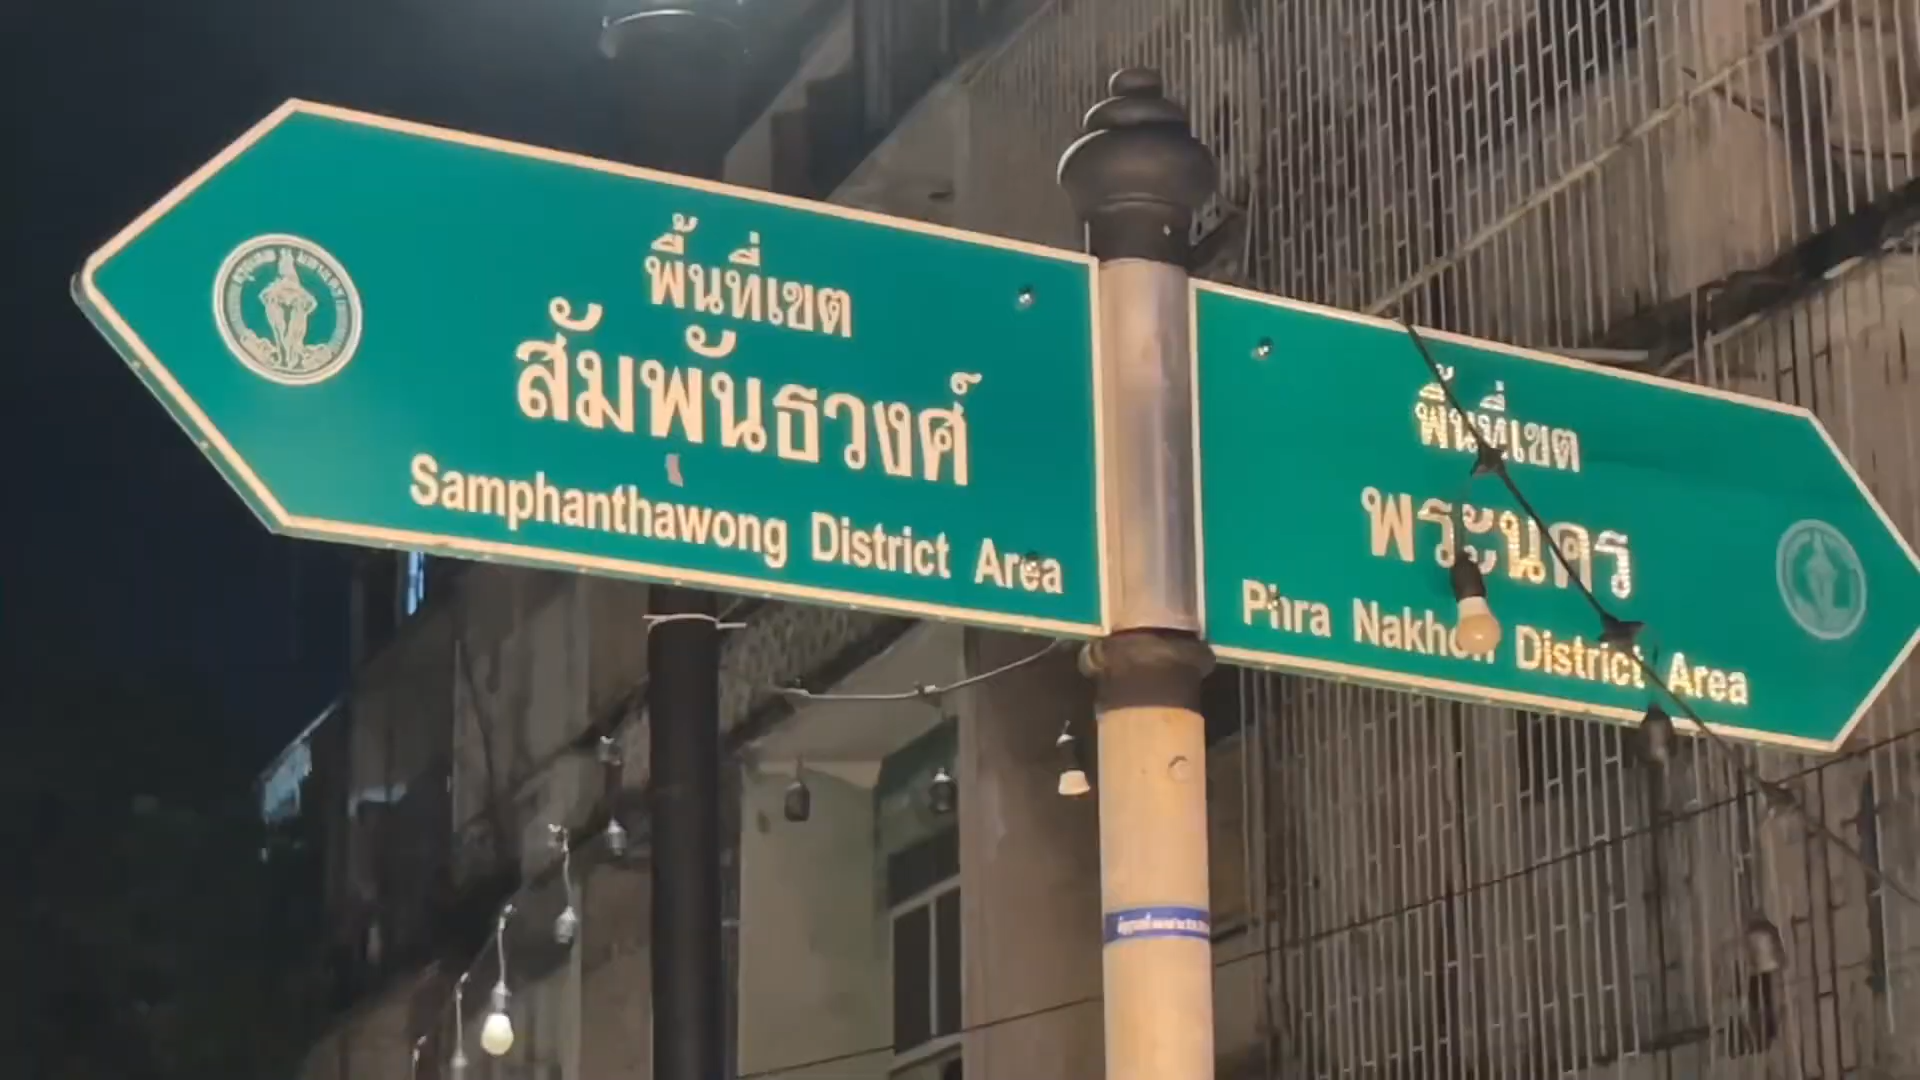 พื้นที่เขต
สัมพันธวงศ์
Samphanthawong District Area
พื้นที่เขต
พระนคร
Phra Nakhon District Area